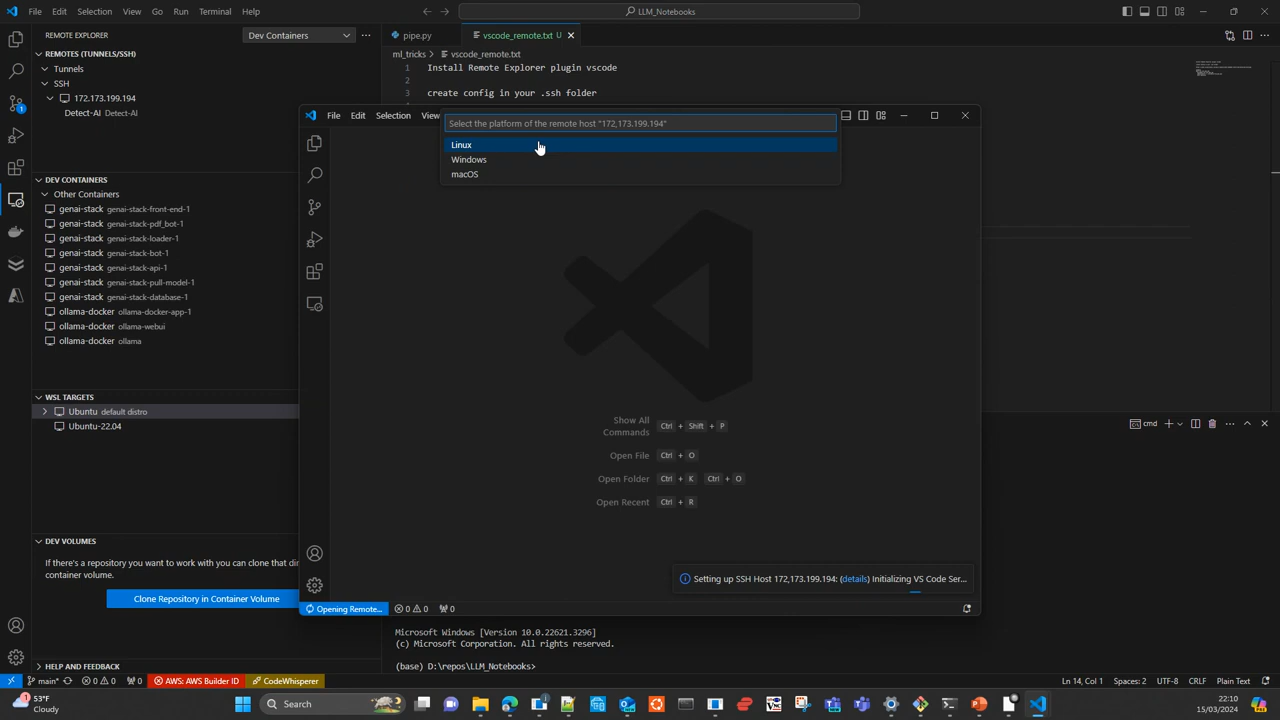 File Edit Selection View Go Run Terminal Help
LLM_Notebooks
REMOTE EXPLORER
Dev Containers
REMOTES (TUNNELS/SSH)
Tunnels
SSH
172.173.199.194
Detect-AI Detect-AI
DEV CONTAINERS
Other Containers
genai-stack genai-stack-front-end-1
genai-stack genai-stack-pdf_bot-1
genai-stack genai-stack-loader-1
genai-stack genai-stack-bot-1
genai-stack genai-stack-api-1
genai-stack genai-stack-pull-model-1
genai-stack genai-stack-database-1
ollama-docker ollama-docker-app-1
ollama-docker ollama-webui
ollama-docker ollama
WSL TARGETS
Ubuntu default distro
Ubuntu-22.04
DEV VOLUMES
If there's a repository you want to work with you can clone that di
container volume.
Clone Repository in Container Volume
HELP AND FEEDBACK
pipe.py
vscode_remote.txt U
ml_tricks > vscode_remote.txt
1 Install Remote Explorer plugin vscode
2
3 create config in your .ssh folder
File Edit Selection View
Select the platform of the remote host "172,173.199.194"
Linux
Windows
macOS
Show All
Commands Ctrl + Shift + P
Open File Ctrl + O
Open Folder Ctrl + K Ctrl + O
Open Recent Ctrl + R
Setting up SSH Host 172,173.199.194: (details) Initializing VS Code Ser...
Opening Remote... 0 0 0
cmd
Microsoft Windows [Version 10.0.22621.3296]
(c) Microsoft Corporation. All rights reserved.
(base) D:\repos\LLM_Notebooks>
main* 0 0 0 AWS: AWS Builder ID CodeWhisperer Ln 14, Col 1 Spaces: 2 UTF-8 CRLF Plain Text
53°F
Cloudy
Search
22:10
15/03/2024